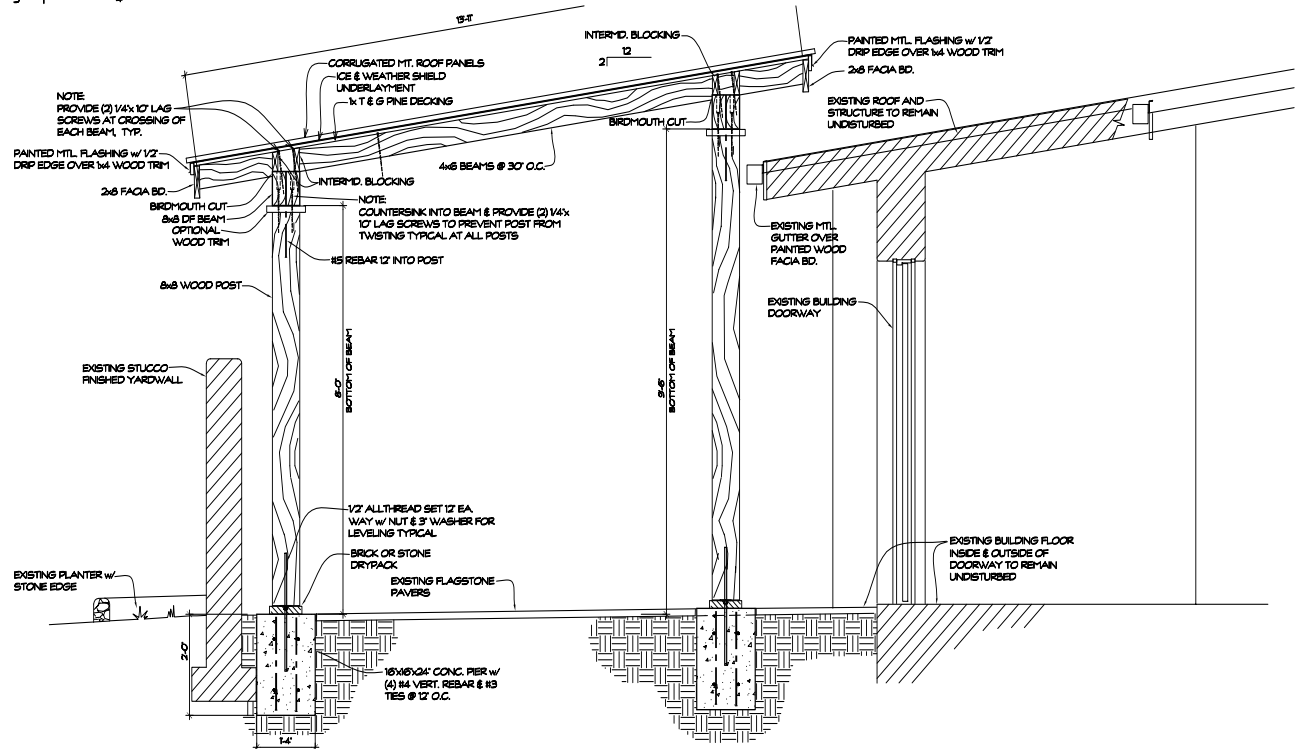 13'-11"
INTERMD. BLOCKING
12
2
PAINTED MTL. FLASHING w/ 1/2"
DRIP EDGE OVER 1x4 WOOD TRIM
2x8 FACIA BD.
CORRUGATED MT. ROOF PANELS
ICE & WEATHER SHIELD
UNDERLAYMENT
1x T & G PINE DECKING
NOTE:
PROVIDE (2) 1/4"x 10" LAG
SCREWS AT CROSSING OF
EACH BEAM, TYP.
EXISTING ROOF AND
STRUCTURE TO REMAIN
UNDISTURBED
BIRDMOUTH CUT
PAINTED MTL. FLASHING w/ 1/2"
DRIP EDGE OVER 1x4 WOOD TRIM
4x6 BEAMS @ 30" O.C.
INTERMD. BLOCKING
2x8 FACIA BD.
BIRDMOUTH CUT
8x8 DF BEAM
OPTIONAL
WOOD TRIM
NOTE:
COUNTERSINK INTO BEAM & PROVIDE (2) 1/4"x
10" LAG SCREWS TO PREVENT POST FROM
TWISTING TYPICAL AT ALL POSTS
EXISTING MTL.
GUTTER OVER
PAINTED WOOD
FACIA BD.
#5 REBAR 12" INTO POST
8x8 WOOD POST
EXISTING BUILDING
DOORWAY
8'-0"
BOTTOM OF BEAM
9'-6"
BOTTOM OF BEAM
EXISTING STUCCO
FINISHED YARDWALL
1/2" ALLTHREAD SET 12" EA.
WAY w/ NUT & 3" WASHER FOR
LEVELING TYPICAL
BRICK OR STONE
DRYPACK
EXISTING BUILDING FLOOR
INSIDE & OUTSIDE OF
DOORWAY TO REMAIN
UNDISTURBED
EXISTING PLANTER w/
STONE EDGE
EXISTING FLAGSTONE
PAVERS
2'-0"
16"x16"x24" CONC. PIER w/
(4) #4 VERT. REBAR & #3
TIES @ 12" O.C.
1'-4"